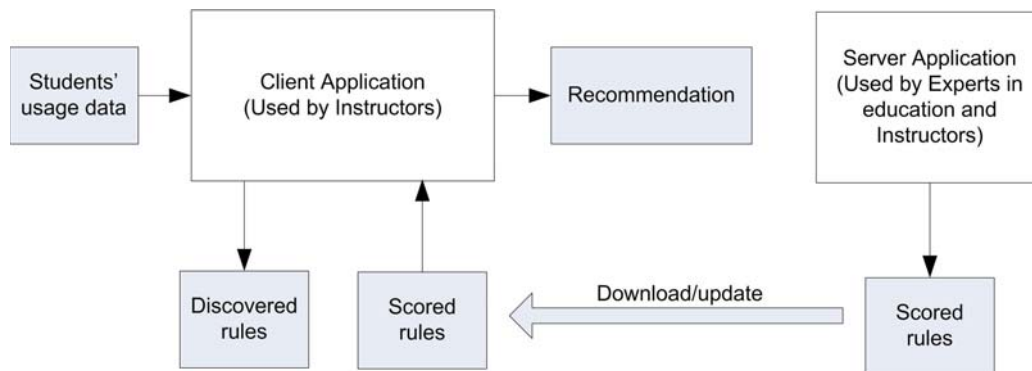 Students’
usage data
Client Application
(Used by Instructors)
Recommendation
Server Application
(Used by Experts in
education and
Instructors)
Discovered
rules
Scored rules
Download/update
Scored
rules